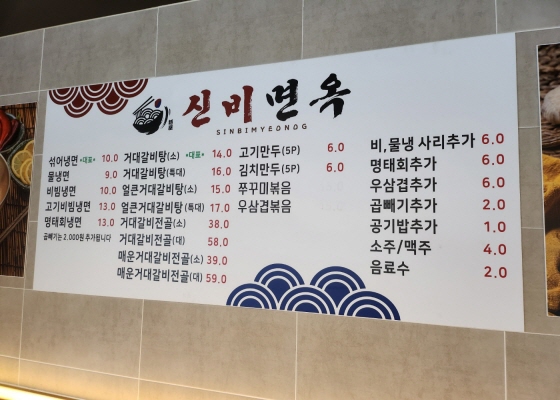 신비면옥
SINBIMYEONOG
섞어냉면 •대표• 10.0
물냉면 9.0
비빔냉면 10.0
고기비빔냉면 13.0
명태회냉면 13.0
곱빼기는 2.000원 추가됩니다
거대갈비탕(소) •대표• 14.0
거대갈비탕(특대) 16.0
얼큰거대갈비탕(소) 15.0
얼큰거대갈비탕(특대) 17.0
거대갈비전골(소) 38.0
거대갈비전골(대) 58.0
매운거대갈비전골(소) 39.0
매운거대갈비전골(대) 59.0
고기만두(5P) 6.0
김치만두(5P) 6.0
쭈꾸미볶음
우삼겹볶음
비,물냉 사리추가 6.0
명태회추가 6.0
우삼겹추가 6.0
곱빼기추가 2.0
공기밥추가 1.0
소주/맥주 4.0
음료수 2.0